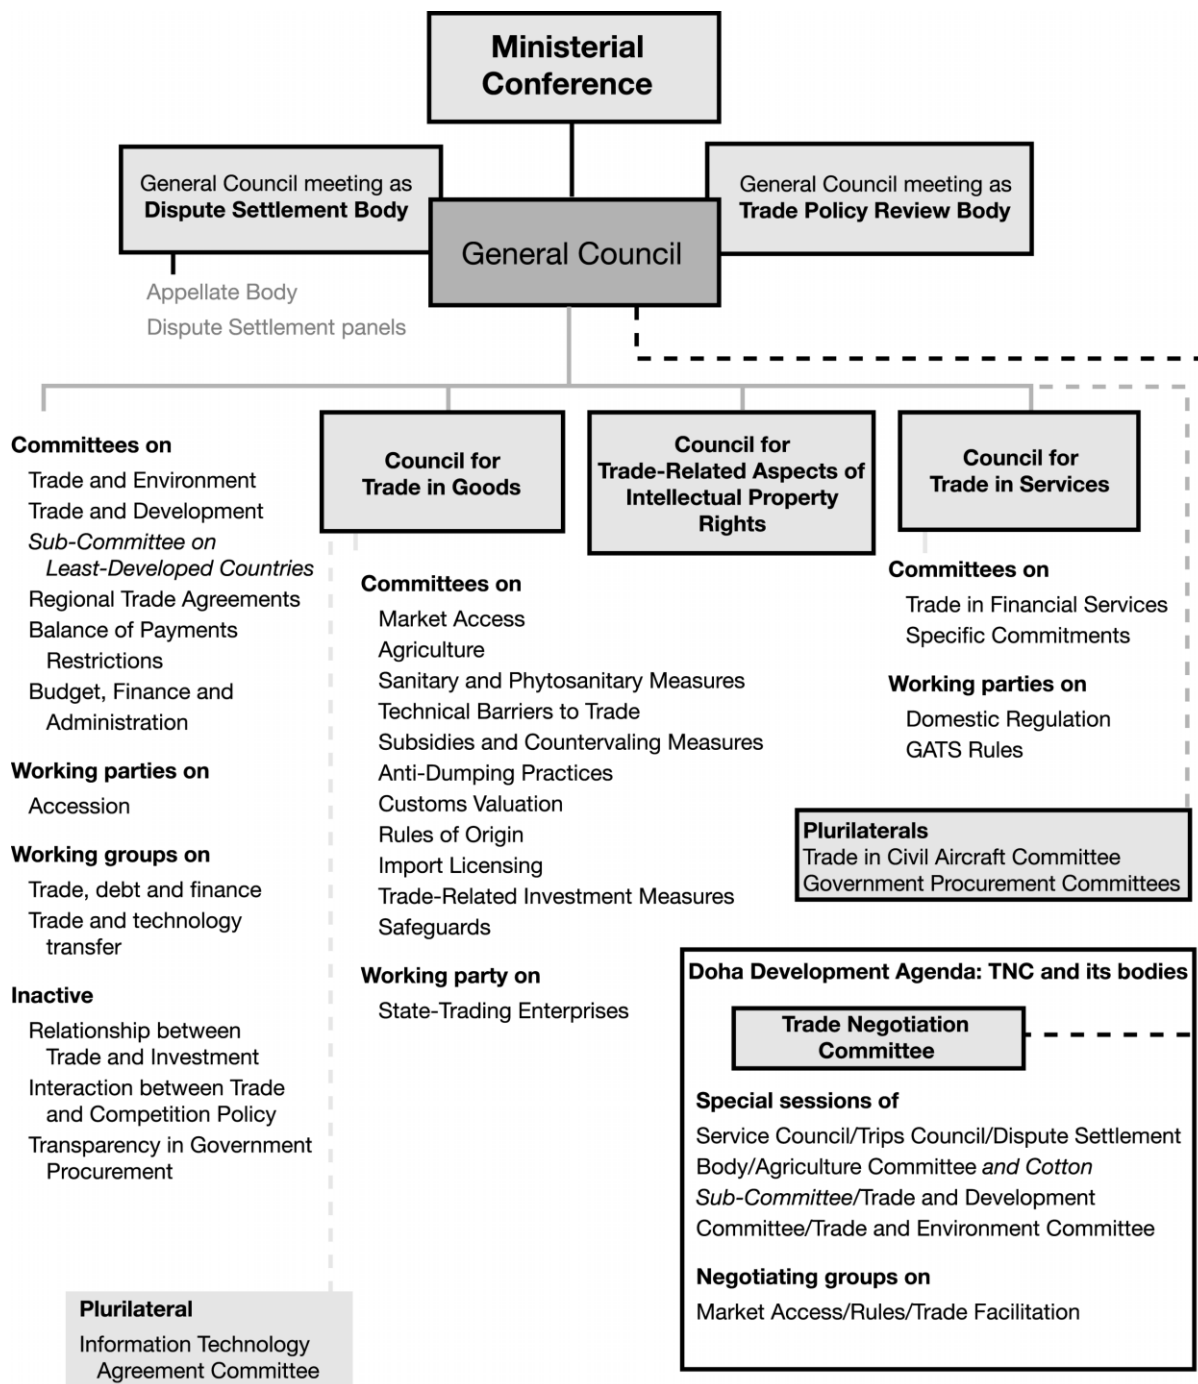 Ministerial
Conference
General Council meeting as
Dispute Settlement Body
General Council meeting as
Trade Policy Review Body
General Council
Appellate Body
Dispute Settlement panels
Committees on
Trade and Environment
Trade and Development
Sub-Committee on
Least-Developed Countries
Regional Trade Agreements
Balance of Payments
Restrictions
Budget, Finance and
Administration
Working parties on
Accession
Working groups on
Trade, debt and finance
Trade and technology
transfer
Inactive
Relationship between
Trade and Investment
Interaction between Trade
and Competition Policy
Transparency in Government
Procurement
Plurilateral
Information Technology
Agreement Committee
Council for
Trade in Goods
Committees on
Market Access
Agriculture
Sanitary and Phytosanitary Measures
Technical Barriers to Trade
Subsidies and Countervaling Measures
Anti-Dumping Practices
Customs Valuation
Rules of Origin
Import Licensing
Trade-Related Investment Measures
Safeguards
Working party on
State-Trading Enterprises
Council for
Trade-Related Aspects of
Intellectual Property
Rights
Council for
Trade in Services
Committees on
Trade in Financial Services
Specific Commitments
Working parties on
Domestic Regulation
GATS Rules
Plurilaterals
Trade in Civil Aircraft Committee
Government Procurement Committees
Doha Development Agenda: TNC and its bodies
Trade Negotiation
Committee
Special sessions of
Service Council/Trips Council/Dispute Settlement
Body/Agriculture Committee and Cotton
Sub-Committee/Trade and Development
Committee/Trade and Environment Committee
Negotiating groups on
Market Access/Rules/Trade Facilitation